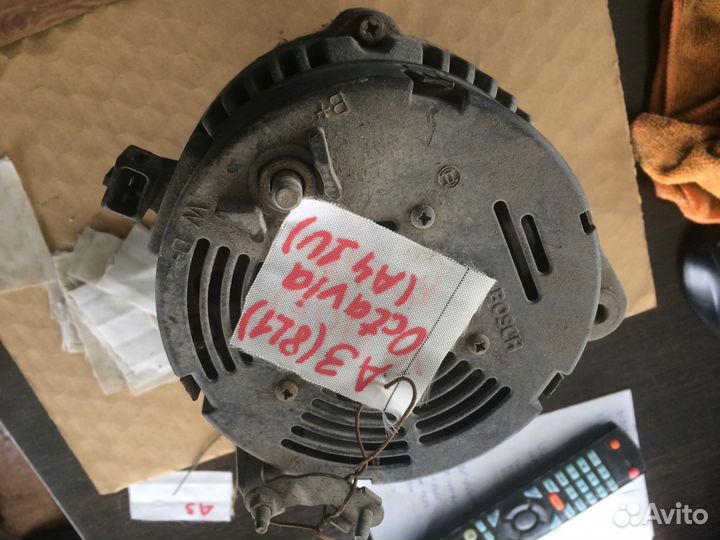 B+
W D+
A3 (8L1)
Octavia
(A4 1U)
BOSCH
A3
Avito